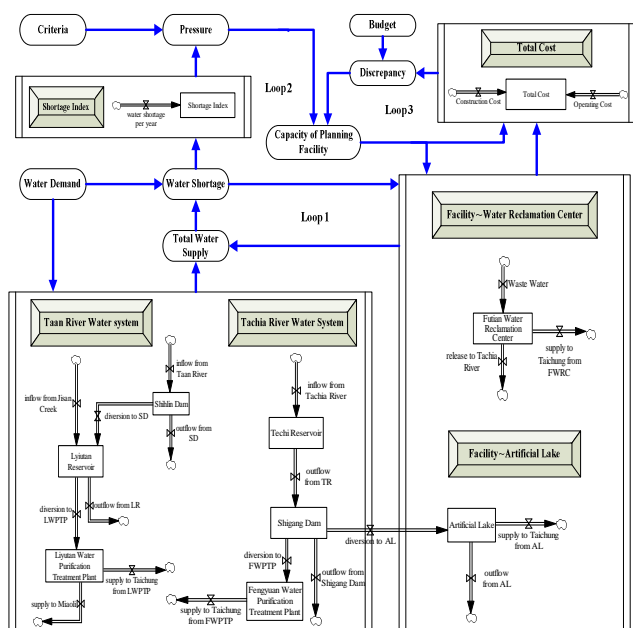 Criteria
Pressure
Budget
Total Cost
Discrepancy
Loop2
Loop3
Shortage Index
water shortage
per year
Shortage Index
Construction Cost
Total Cost
Operating Cost
Capacity of Planning
Facility
Water Demand
Water Shortage
Loop1
Total Water
Supply
Facility~Water Reclamation Center
Waste Water
Futian Water
Reclamation
Center
release to Tachia
River
supply to
Taichung from
FWRC
Taan River Water system
Tachia River Water System
inflow from
Taan River
inflow from Jisan
Creek
Shihlin Dam
diversion to SD
outflow from
SD
Lyiutan
Reservoir
diversion to
LWPTP
outflow from LR
Liyutan Water
Purification
Treatment Plant
supply to Taichung
from LWPTP
supply to Miaoli
inflow from
Tachia River
Techi Reservoir
outflow
from TR
Shigang Dam
diversion to AL
diversion to
FWPTP
outflow from
Shigang Dam
Fengyuan Water
Purification
Treatment Plant
supply to Taichung
from FWPTP
Facility~Artificial Lake
Artificial Lake
supply to Taichung
from AL
outflow
from AL